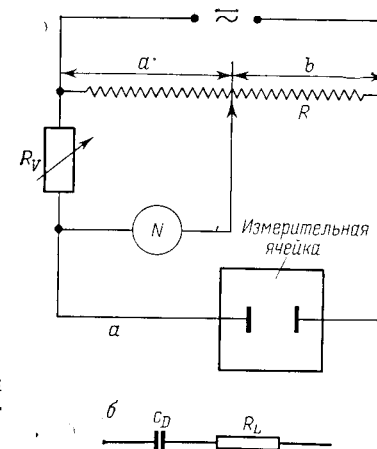 a b
R
R_V
N
Измерительная
ячейка
а
б C_D R_L